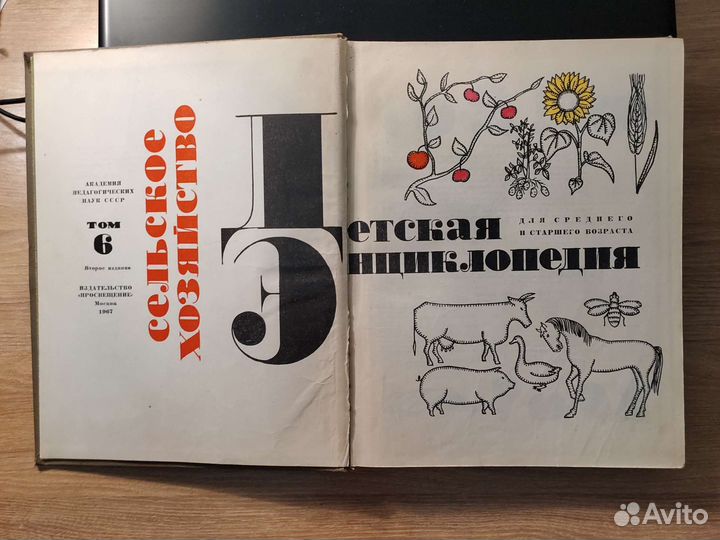 АКАДЕМИЯ
ПЕДАГОГИЧЕСКИХ
НАУК СССР
ТОМ
6
Второе издание
ИЗДАТЕЛЬСТВО
«ПРОСВЕЩЕНИЕ»
Москва
1967
сельское
хозяйство
Детская
Энциклопедия
ДЛЯ СРЕДНЕГО
И СТАРШЕГО ВОЗРАСТА
Avito